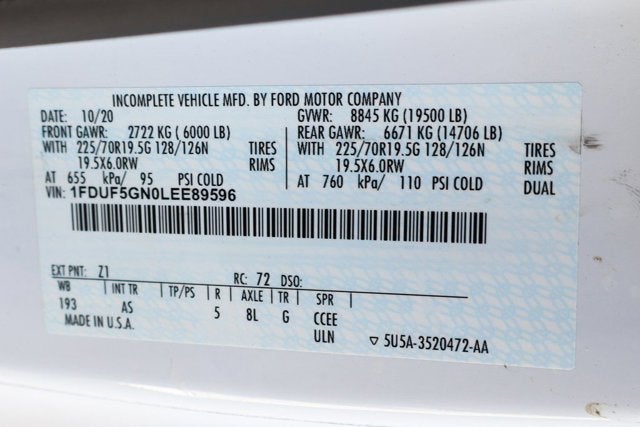 INCOMPLETE VEHICLE MFD. BY FORD MOTOR COMPANY
DATE: 10/20 GVWR: 8845 KG (19500 LB)
FRONT GAWR: 2722 KG ( 6000 LB) REAR GAWR: 6671 KG (14706 LB)
WITH 225/70R19.5G 128/126N TIRES WITH 225/70R19.5G 128/126N TIRES
19.5X6.0RW RIMS 19.5X6.0RW RIMS
AT 655 kPa/ 95 PSI COLD AT 760 kPa/ 110 PSI COLD DUAL
VIN: 1FDUF5GN0LEE89596
EXT PNT: Z1 RC: 72 DSO:
WB INT TR TP/PS R AXLE TR SPR
193 AS 5 8L G CCEE
MADE IN U.S.A. ULN ▽ 5U5A-3520472-AA